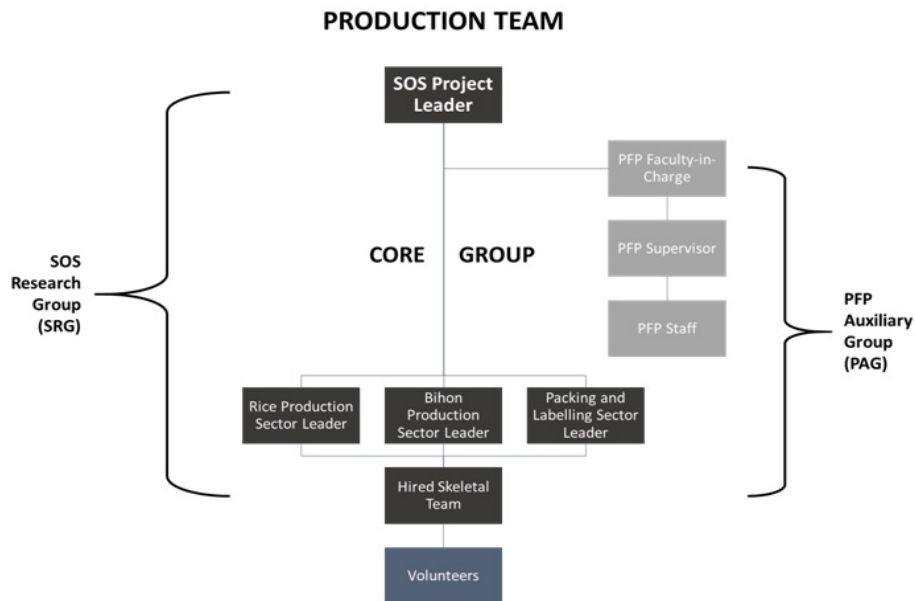 PRODUCTION TEAM
SOS Project
Leader
PFP Faculty-in-
Charge
PFP Supervisor
PFP Staff
CORE GROUP
SOS
Research
Group
(SRG)
PFP
Auxiliary
Group
(PAG)
Rice Production
Sector Leader
Bihon
Production
Sector Leader
Packing and
Labelling Sector
Leader
Hired Skeletal
Team
Volunteers